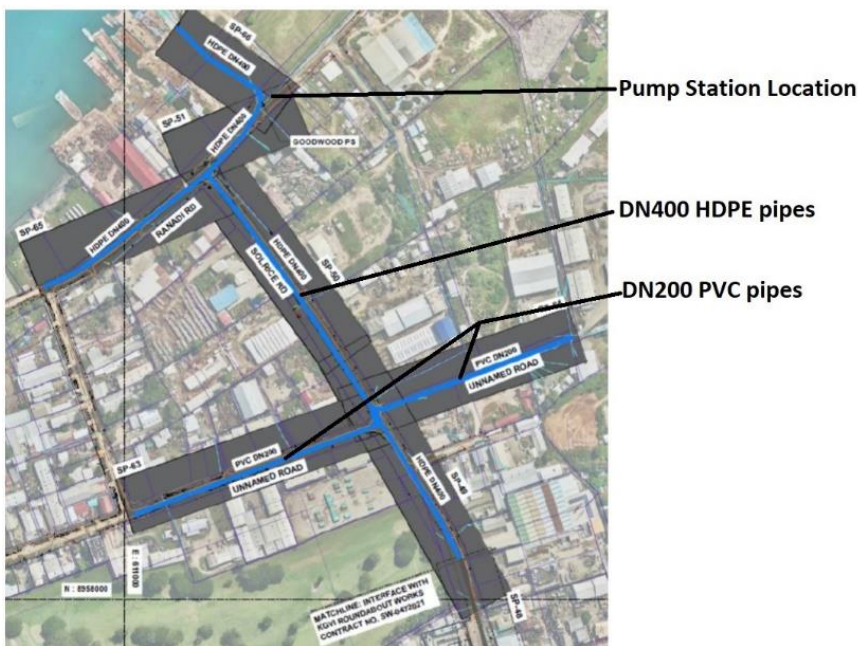 SP-66
HDPE DN400
Pump Station Location
SP-51
HDPE DN400
GOODWOOD PS
SP-65
HDPE DN400
RANADI RD
DN400 HDPE pipes
HDPE DN400
SP-50
SOLRICE RD
DN200 PVC pipes
PVC DN200
UNNAMED ROAD
SP-63
PVC DN200
UNNAMED ROAD
HDPE DN400
SP-49
N : 8958000
E : 611000
MATCHLINE: INTERFACE WITH
KGVI ROUNDABOUT WORKS
CONTRACT NO. SW-04/2021
SP-48